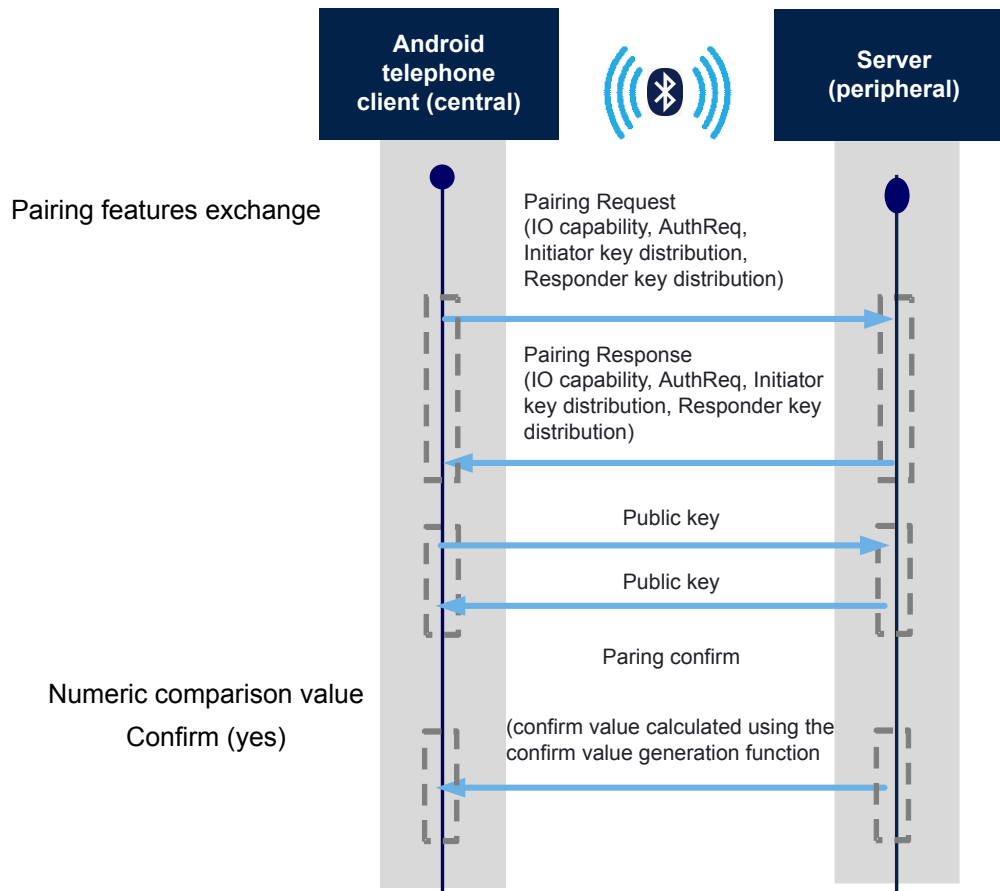 Android
telephone
client (central)
Server
(peripheral)
Pairing features exchange
Pairing Request
(IO capability, AuthReq,
Initiator key distribution,
Responder key distribution)
Pairing Response
(IO capability, AuthReq, Initiator
key distribution, Responder key
distribution)
Public key
Public key
Paring confirm
Numeric comparison value
Confirm (yes)
(confirm value calculated using the
confirm value generation function